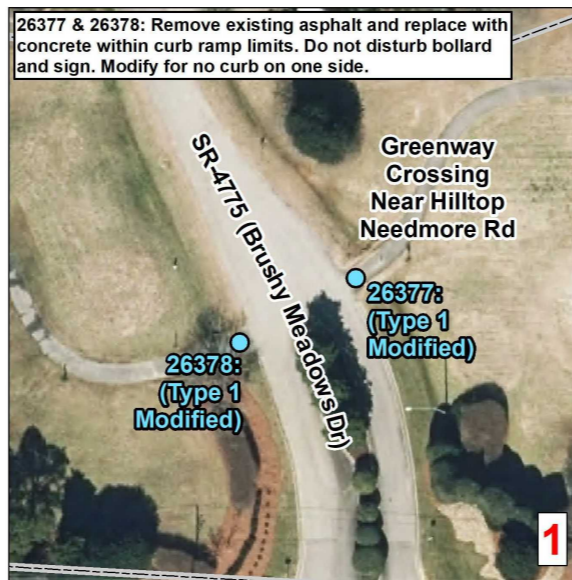 26377 & 26378: Remove existing asphalt and replace with
concrete within curb ramp limits. Do not disturb bollard
and sign. Modify for no curb on one side.
Greenway
Crossing
Near Hilltop
Needmore Rd
SR-4775 (Brushy Meadows Dr)
26377:
(Type 1
Modified)
26378:
(Type 1
Modified)
1